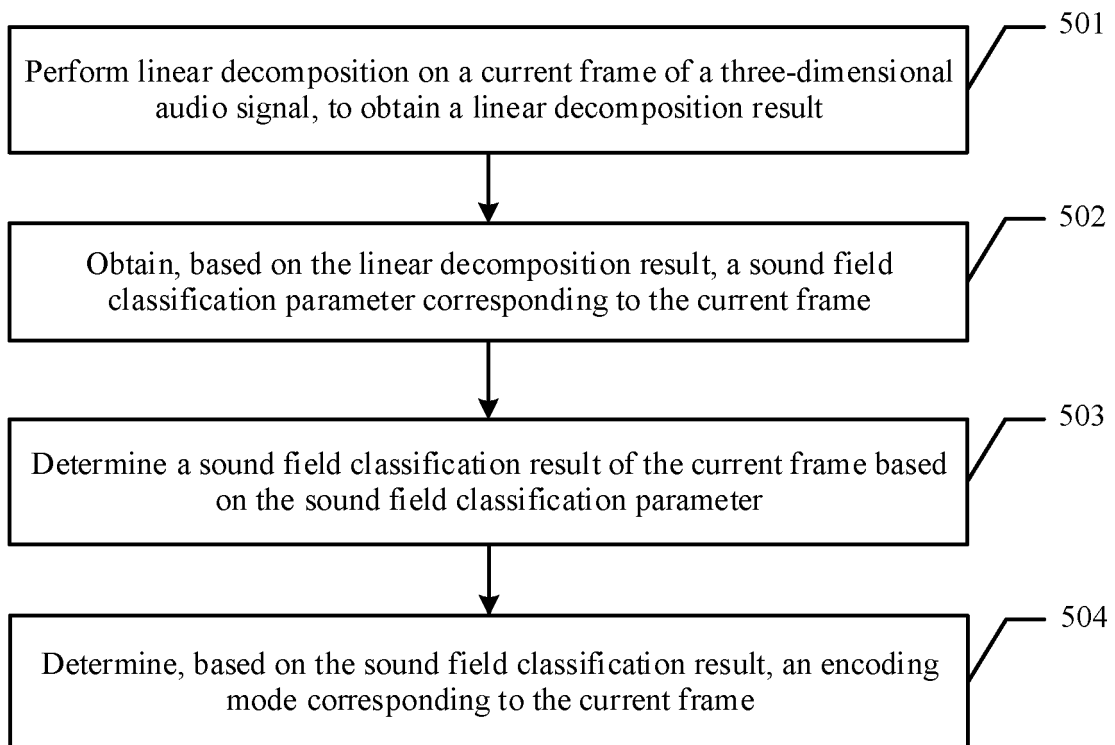 501
Perform linear decomposition on a current frame of a three-dimensional
audio signal, to obtain a linear decomposition result
502
Obtain, based on the linear decomposition result, a sound field
classification parameter corresponding to the current frame
503
Determine a sound field classification result of the current frame based
on the sound field classification parameter
504
Determine, based on the sound field classification result, an encoding
mode corresponding to the current frame